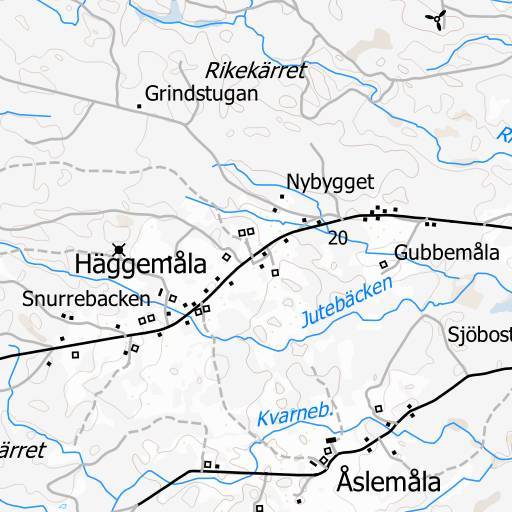 Rikekärret
Grindstugan
Nybygget
20
Gubbemåla
Häggemåla
Snurrebacken
Jutebäcken
Sjöbost
Kvarneb.
ärret
Åslemåla